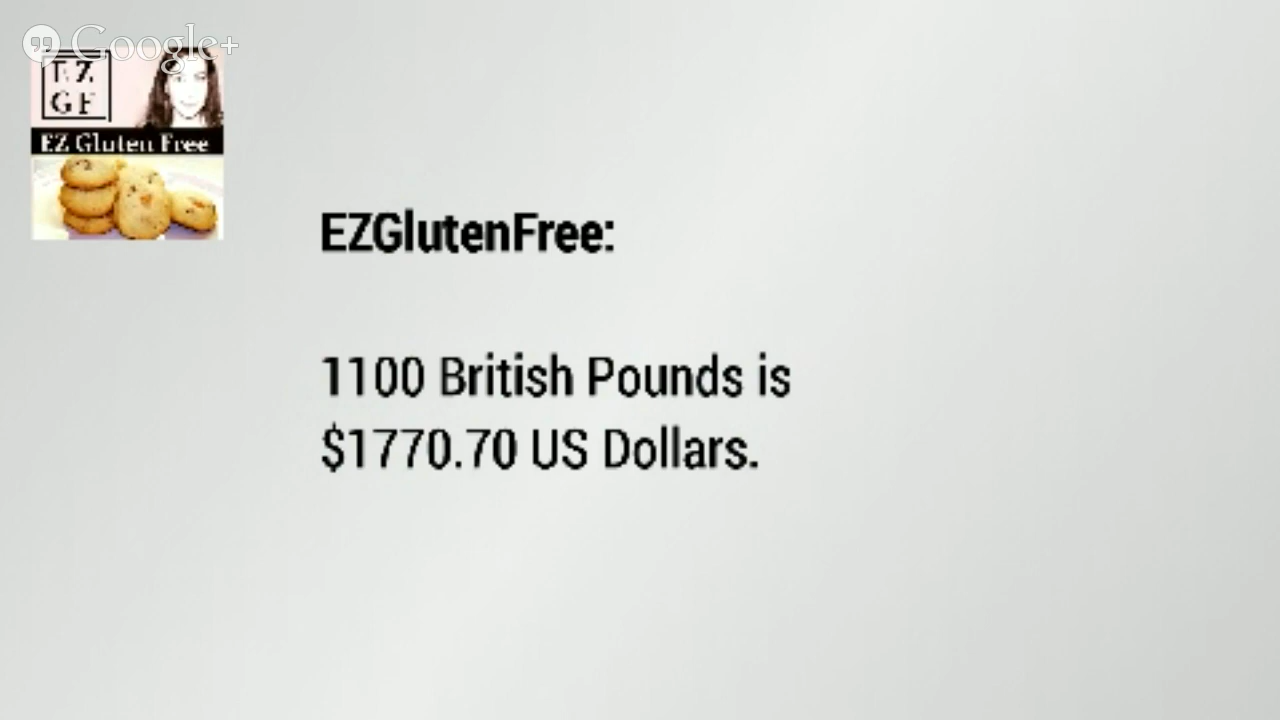 Google+
EZ
GF
EZ Gluten Free
EZGlutenFree:
1100 British Pounds is
$1770.70 US Dollars.